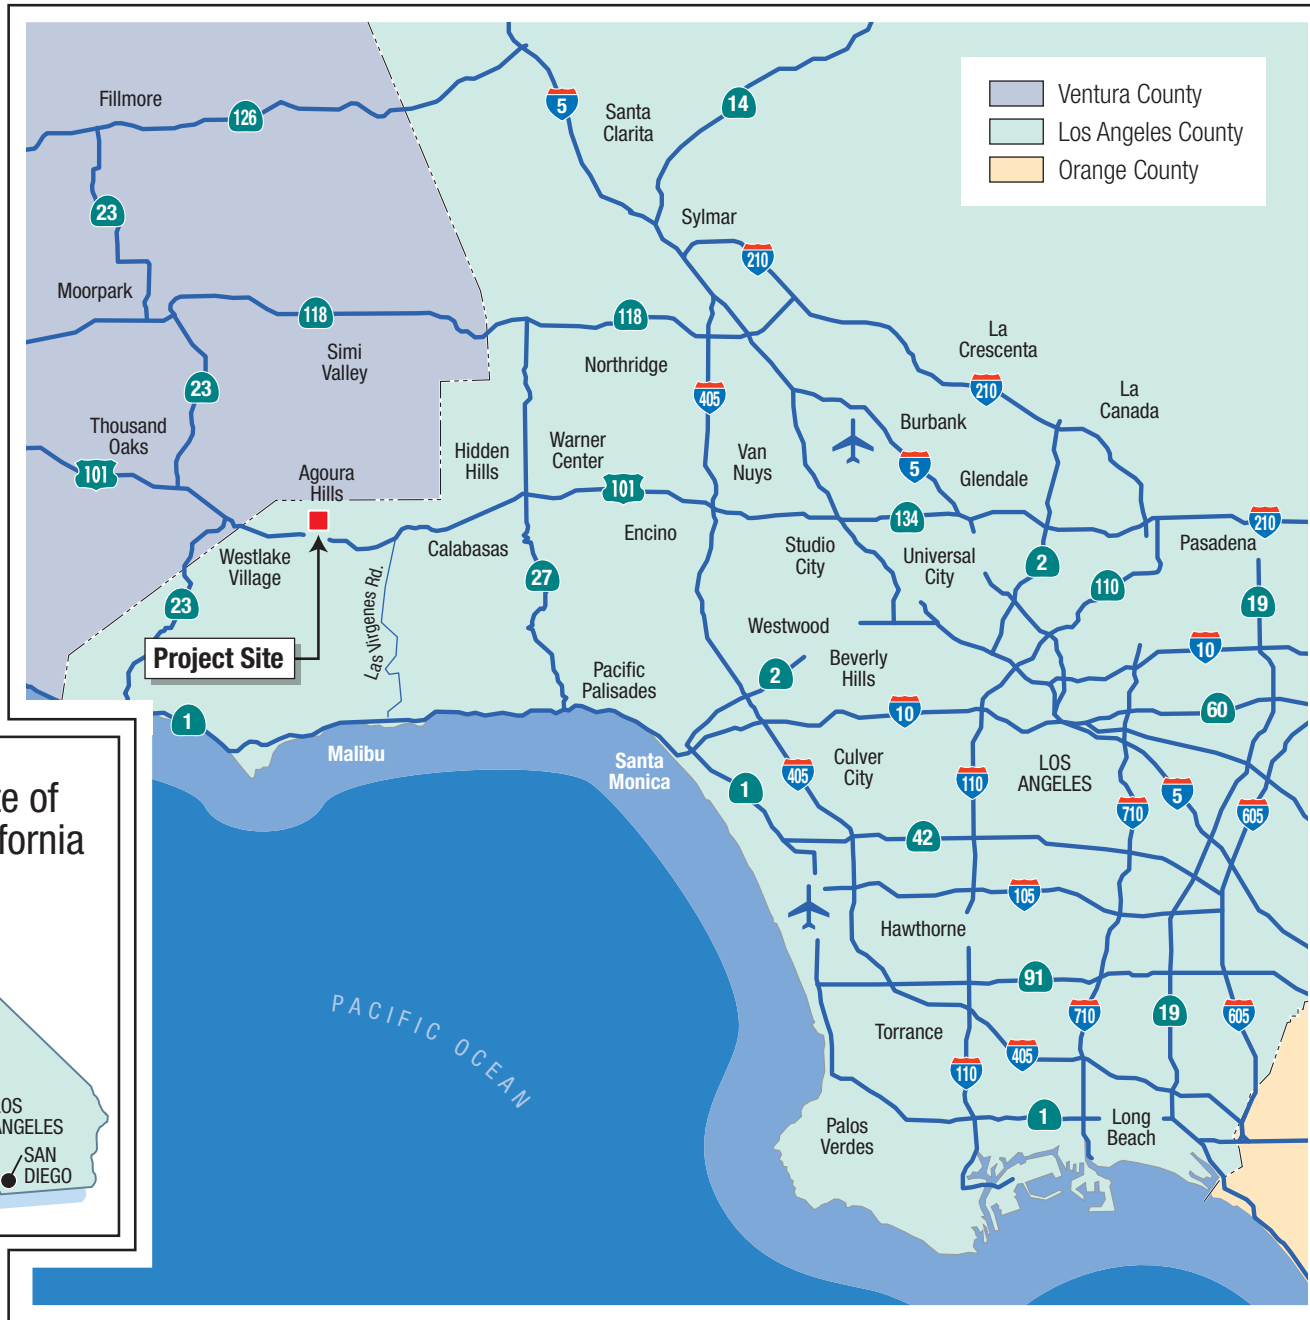 Ventura County
Los Angeles County
Orange County
Fillmore
126
5
Santa
Clarita
14
23
Sylmar
210
Moorpark
118
118
Simi
Valley
Northridge
La
Crescenta
23
405
210
La
Canada
Thousand
Oaks
Burbank
101
Agoura
Hills
Hidden
Hills
Warner
Center
101
Van
Nuys
5
Glendale
134
210
Encino
Pasadena
Westlake
Village
Calabasas
Studio
City
Universal
City
2
27
110
23
19
Las Virgenes Rd.
Project Site
Westwood
10
Pacific
Palisades
2
Beverly
Hills
1
10
60
Malibu
Santa
Monica
Culver
City
LOS
ANGELES
405
1
110
710
5
605
42
105
Hawthorne
91
PACIFIC OCEAN
Torrance
710
19
605
405
110
1
Palos
Verdes
Long
Beach
te of
fornia
OS
ANGELES
SAN
DIEGO